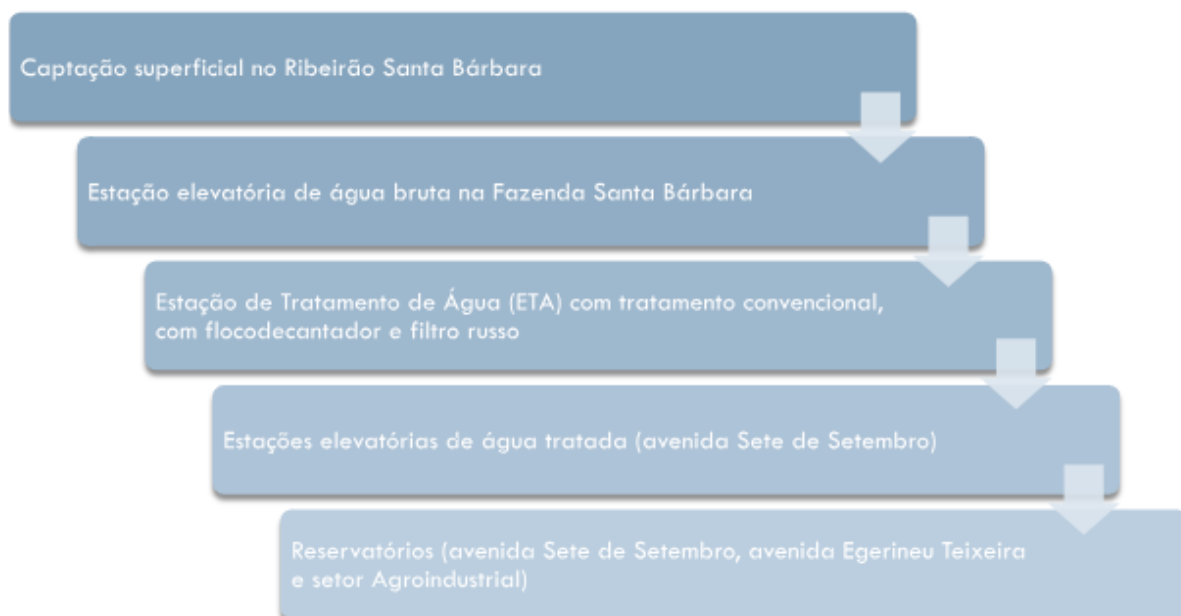 Captação superficial no Ribeirão Santa Bárbara
Estação elevatória de água bruta na Fazenda Santa Bárbara
Estação de Tratamento de Água (ETA) com tratamento convencional,
com flocodecantador e filtro russo
Estações elevatórias de água tratada (avenida Sete de Setembro)
Reservatórios (avenida Sete de Setembro, avenida Egerineu Teixeira
e setor Agroindustrial)